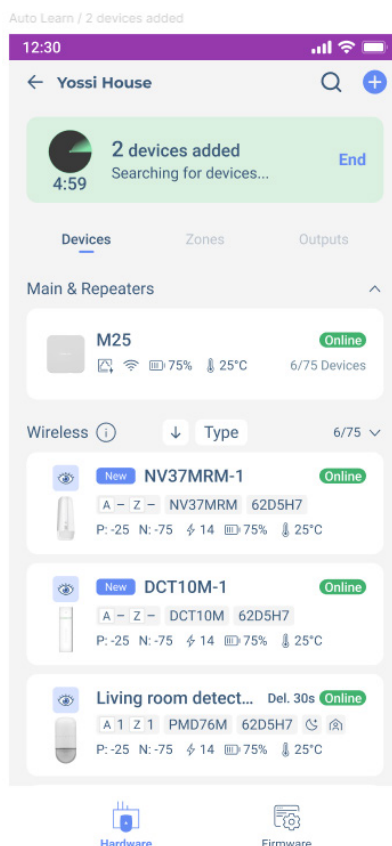 Auto Learn / 2 devices added
12:30
Yossi House
2 devices added
Searching for devices...
End
4:59
Devices Zones Outputs
Main & Repeaters
M25 Online
75% 25°C 6/75 Devices
Wireless Type 6/75
New NV37MRM-1 Online
A – Z – NV37MRM 62D5H7
P: -25 N: -75 14 75% 25°C
New DCT10M-1 Online
A – Z – DCT10M 62D5H7
P: -25 N: -75 14 75% 25°C
Living room detect... Del. 30s Online
A 1 Z 1 PMD76M 62D5H7
P: -25 N: -75 14 75% 25°C
Hardware Firmware